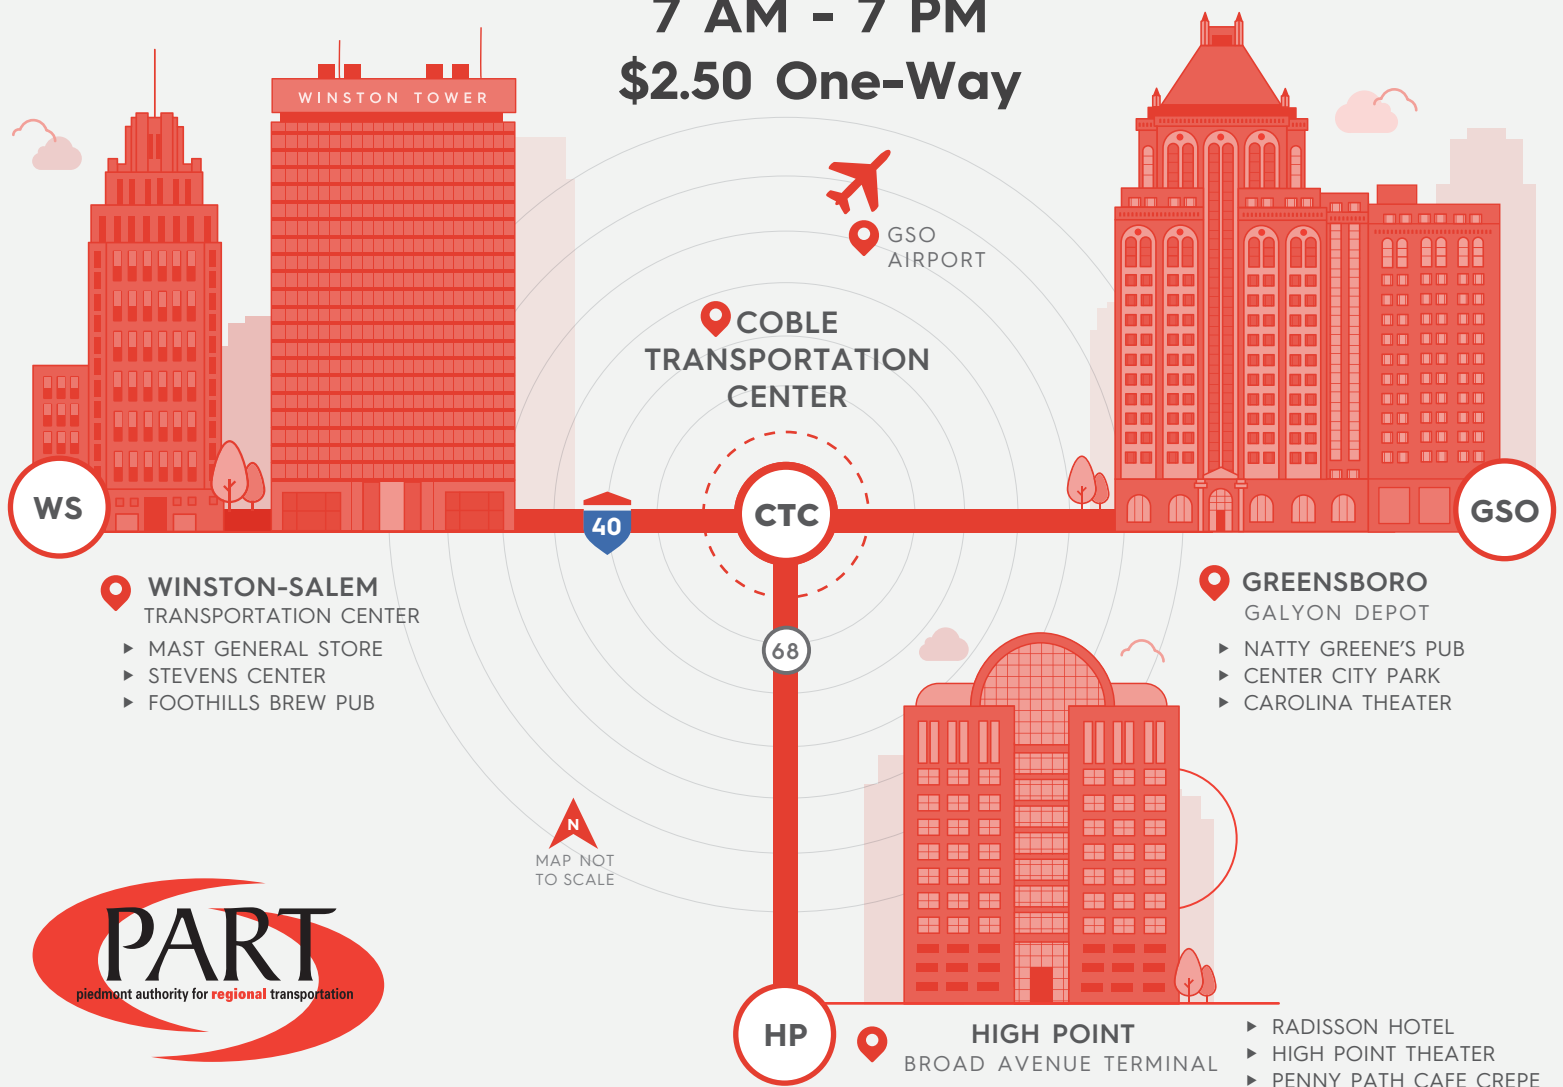 7 AM - 7 PM
$2.50 One-Way
WINSTON TOWER
GSO
AIRPORT
COBLE
TRANSPORTATION
CENTER
WS
40
CTC
GSO
WINSTON-SALEM
TRANSPORTATION CENTER
MAST GENERAL STORE
STEVENS CENTER
FOOTHILLS BREW PUB
GREENSBORO
GALYON DEPOT
NATTY GREENE'S PUB
CENTER CITY PARK
CAROLINA THEATER
68
N
MAP NOT
TO SCALE
PART
piedmont authority for regional transportation
HP
HIGH POINT
BROAD AVENUE TERMINAL
RADISSON HOTEL
HIGH POINT THEATER
PENNY PATH CAFE CREPE